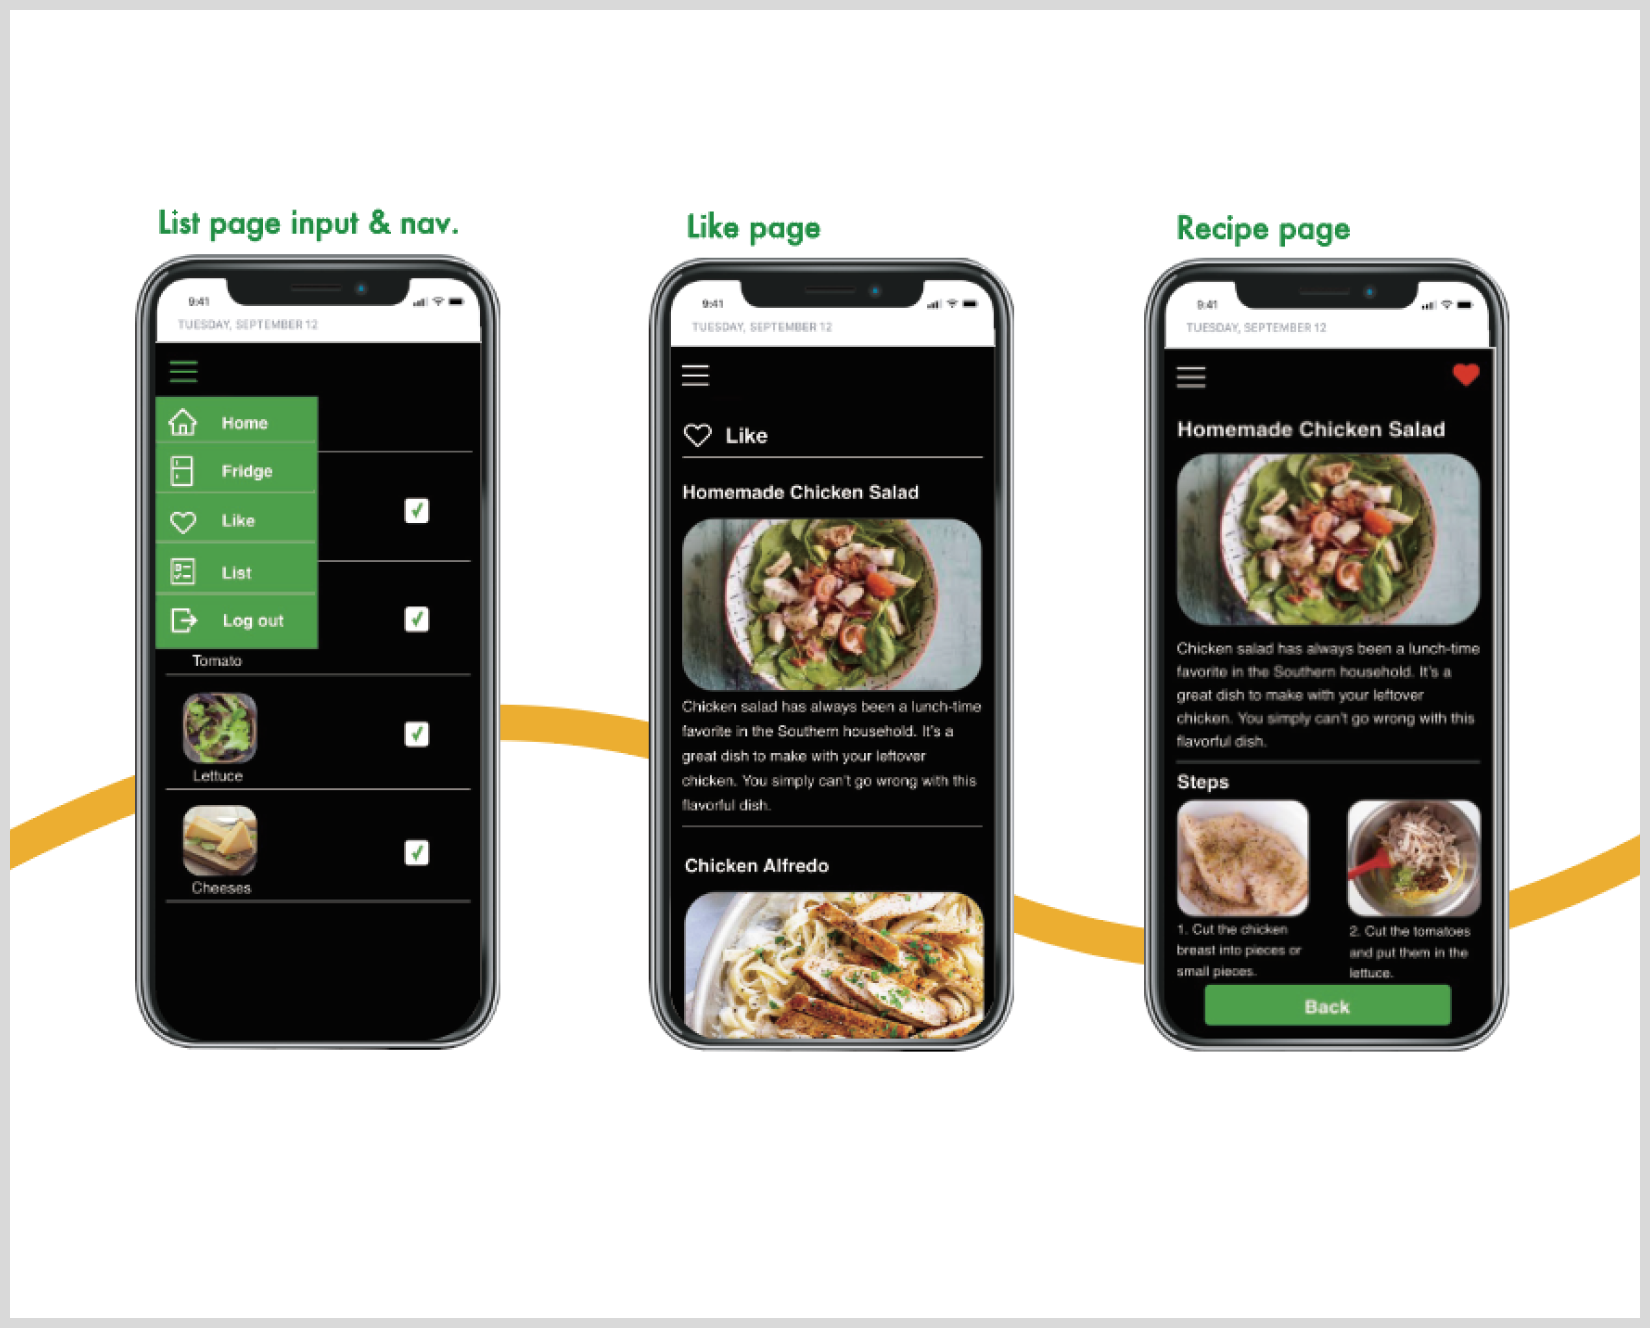 List page input & nav.
9:41
TUESDAY, SEPTEMBER 12
Home
Fridge
Like
List
Log out
Tomato
Lettuce
Cheeses
Like page
9:41
TUESDAY, SEPTEMBER 12
Like
Homemade Chicken Salad
Chicken salad has always been a lunch-time
favorite in the Southern household. It's a
great dish to make with your leftover
chicken. You simply can't go wrong with this
flavorful dish.
Chicken Alfredo
Recipe page
9:41
TUESDAY, SEPTEMBER 12
Homemade Chicken Salad
Chicken salad has always been a lunch-time
favorite in the Southern household. It's a
great dish to make with your leftover
chicken. You simply can't go wrong with this
flavorful dish.
Steps
1. Cut the chicken
breast into pieces or
small pieces.
2. Cut the tomatoes
and put them in the
lettuce.
Back